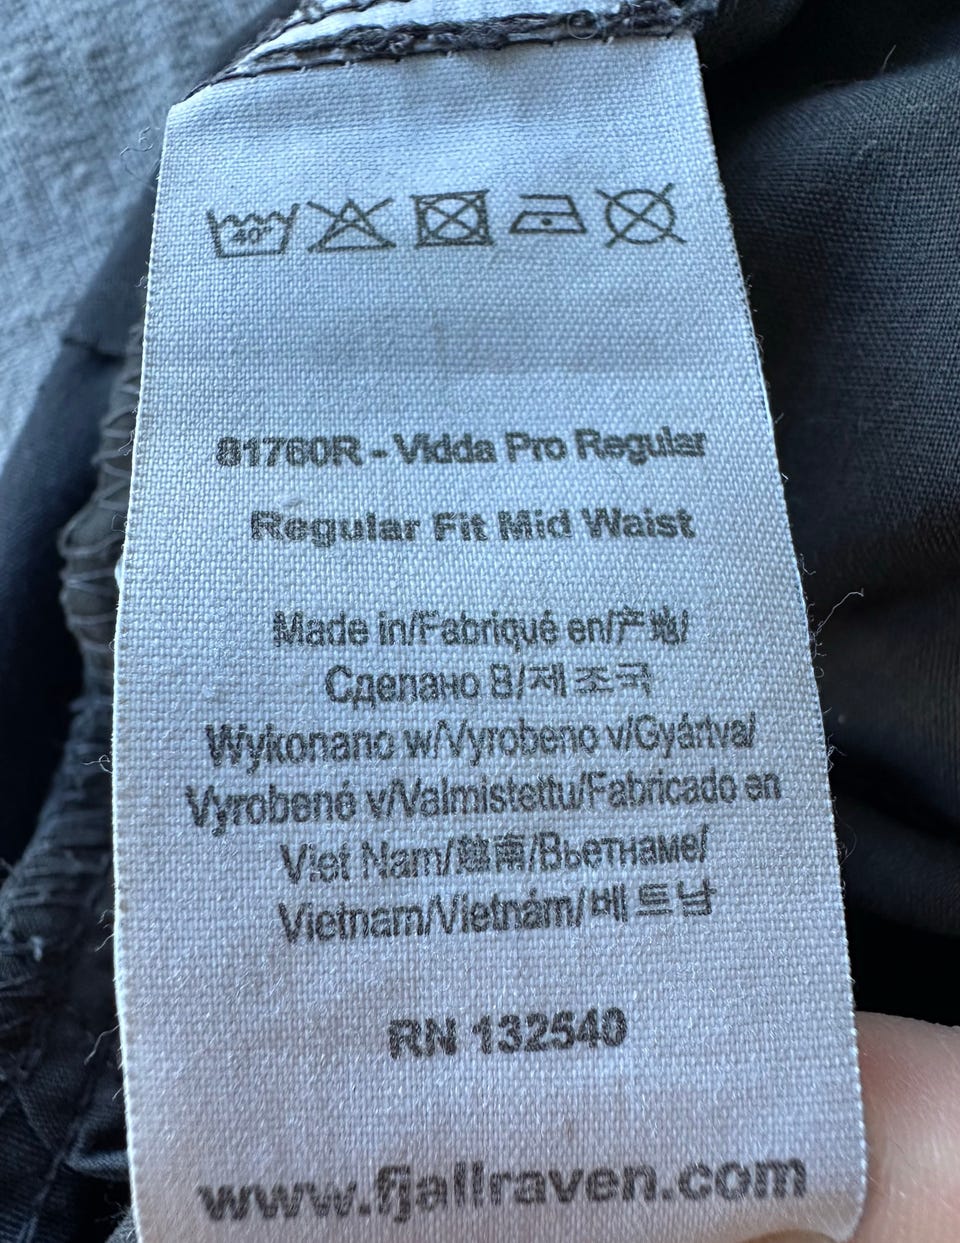 40°
81760R - Vidda Pro Regular
Regular Fit Mid Waist
Made in/Fabriqué en/产地/
Сделано В/제 조국
Wykonano w/Vyrobeno v/Gyártva/
Vyrobené v/Valmistettu/Fabricado en
Viet Nam/越南/Вьетнаме/
Vietnam/Vietnám/베트남
RN 132540
www.fjallraven.com